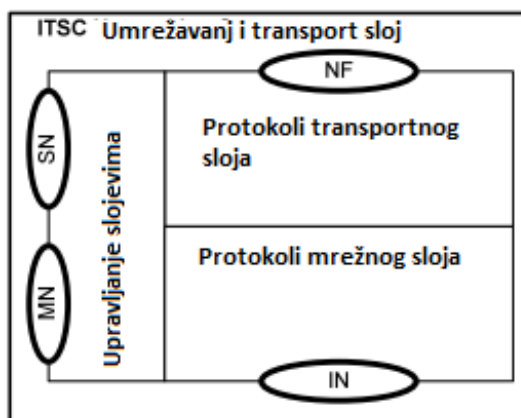 ITSC Umrežavanj i transport sloj
NF
Protokoli transportnog
sloja
SN
Upravljanje slojevima
MN
Protokoli mrežnog sloja
IN